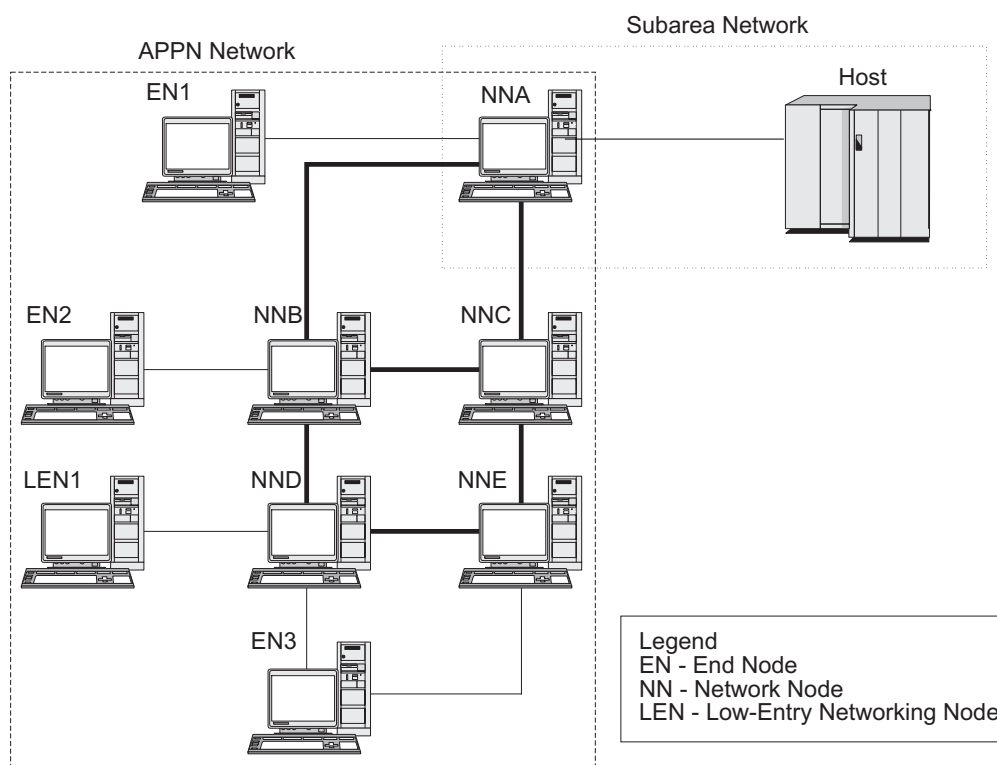 Subarea Network
APPN Network
EN1
NNA
Host
EN2
NNB
NNC
LEN1
NND
NNE
EN3
Legend
EN - End Node
NN - Network Node
LEN - Low-Entry Networking Node